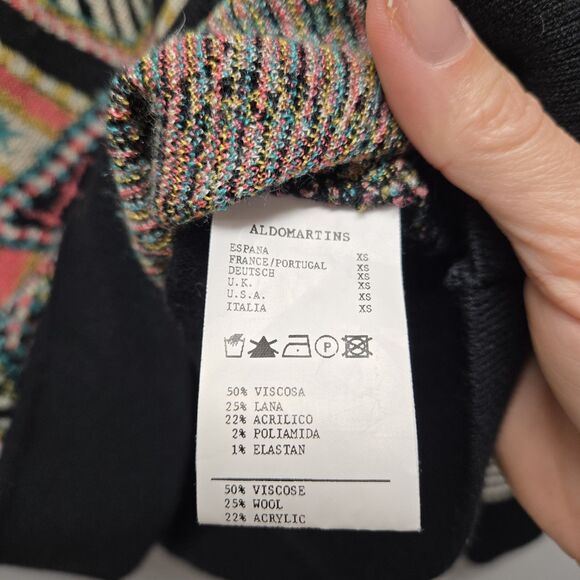 ALDOMARTINS
ESPANA XS
FRANCE/PORTUGAL XS
DEUTSCH XS
U.K. XS
U.S.A. XS
ITALIA XS
P
50% VISCOSA
25% LANA
22% ACRILICO
2% POLIAMIDA
1% ELASTAN
50% VISCOSE
25% WOOL
22% ACRYLIC